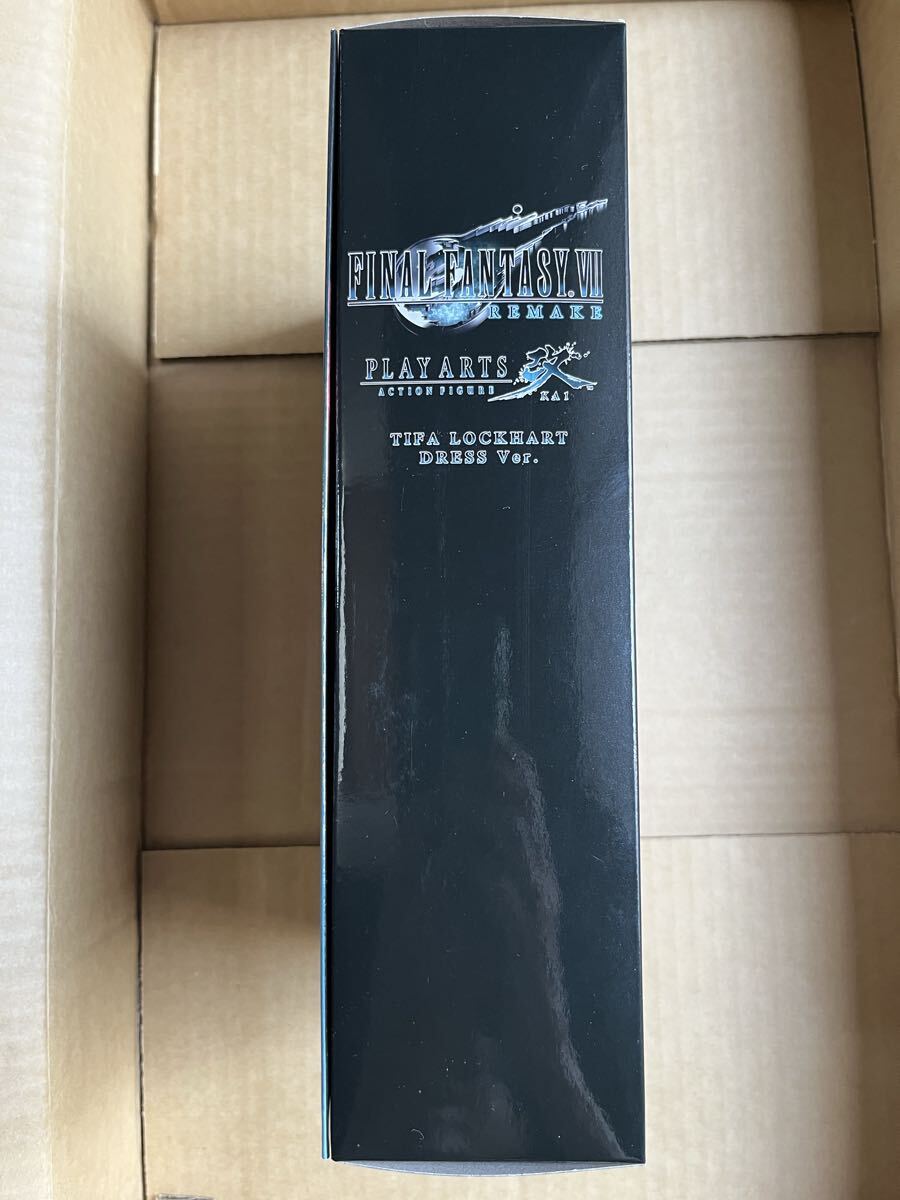 FINAL FANTASY. VII
REMAKE
PLAY ARTS 改
ACTION FIGURE KAI
TIFA LOCKHART
DRESS Ver.